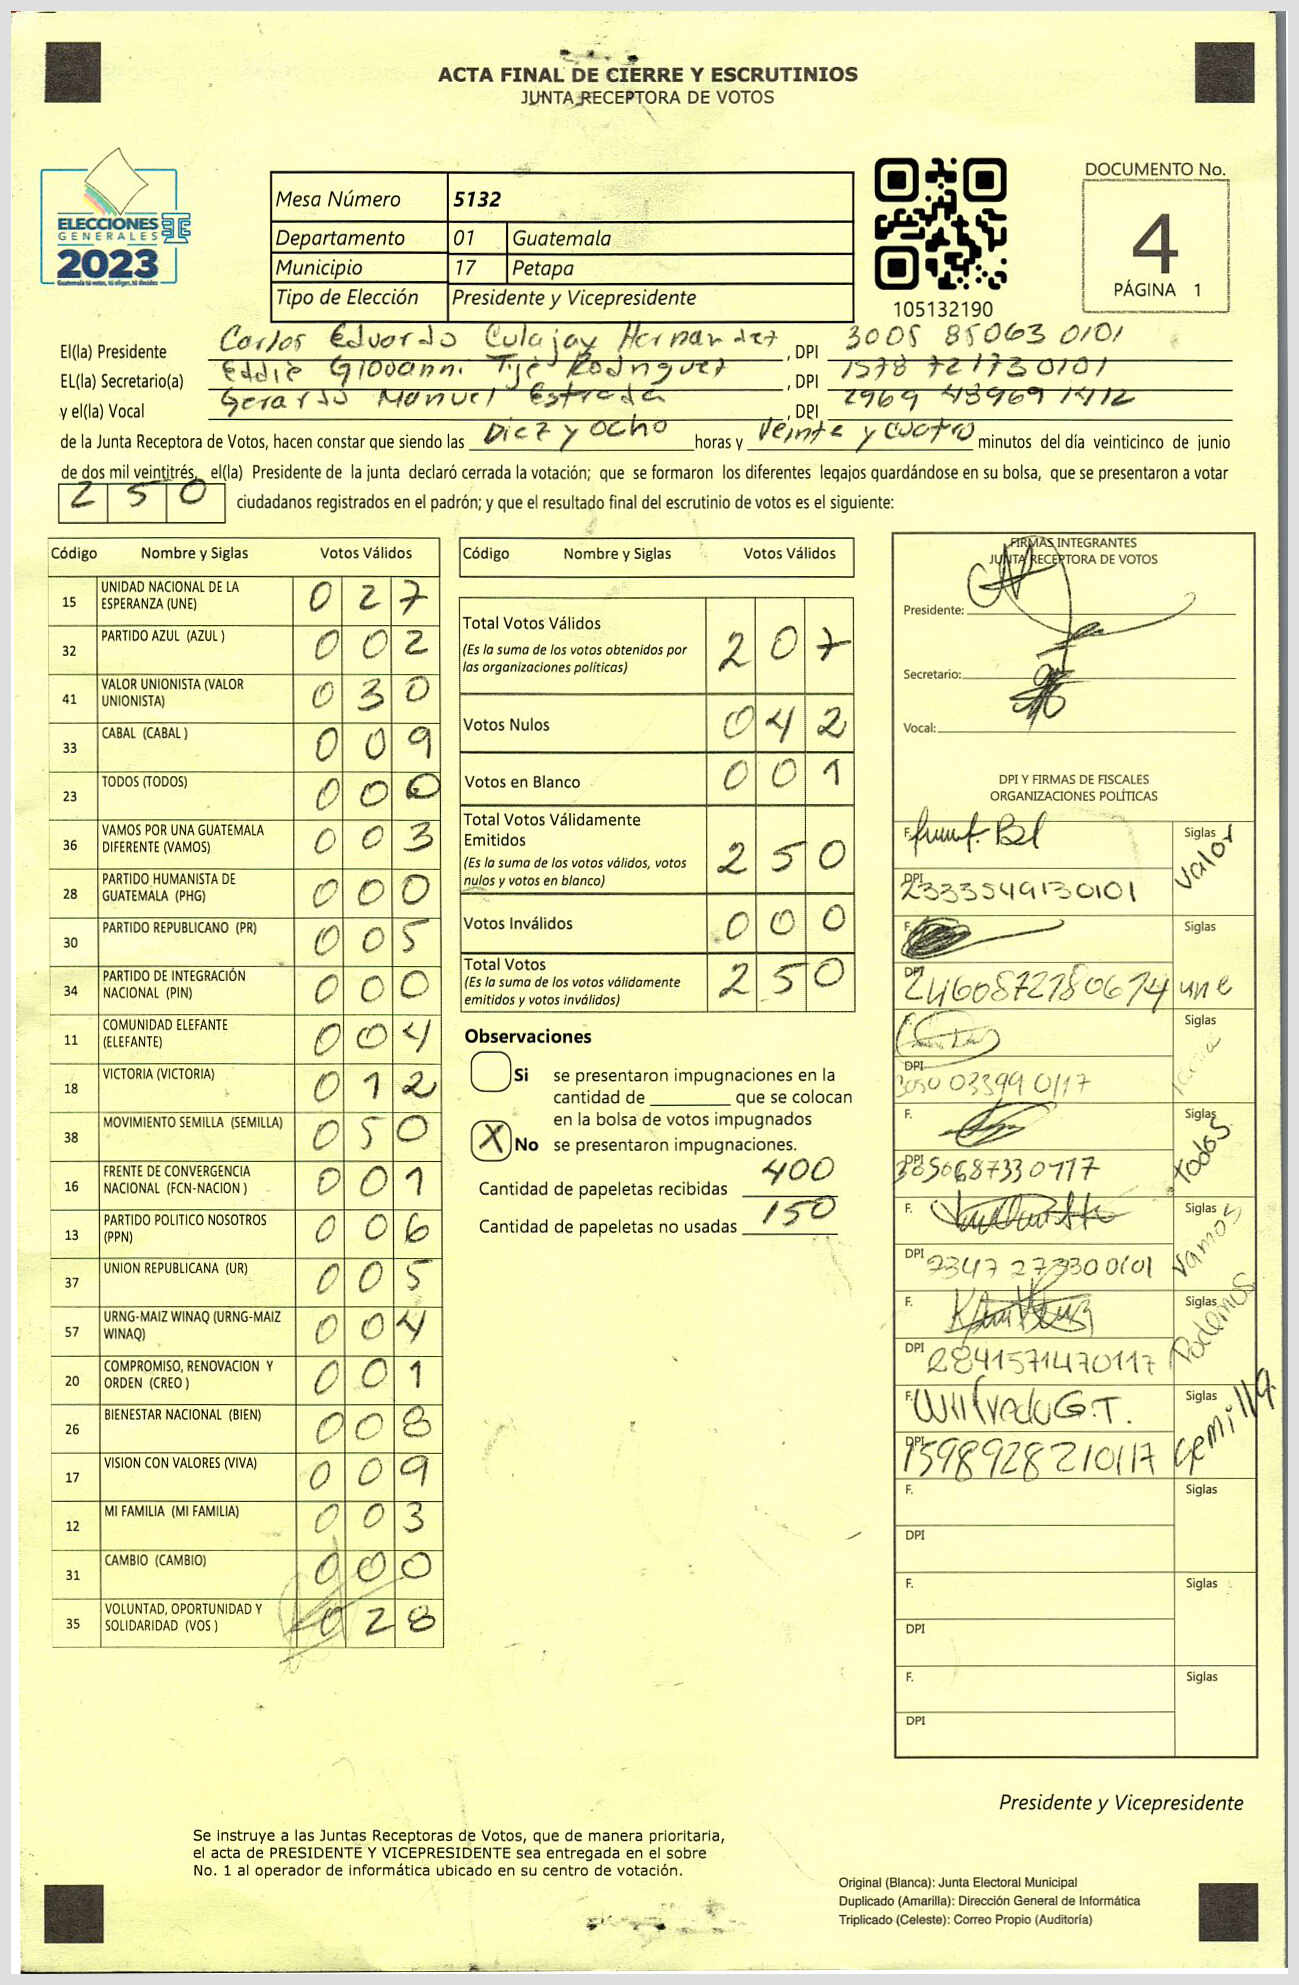 ACTA FINAL DE CIERRE Y ESCRUTINIOS
JUNTA RECEPTORA DE VOTOS
ELECCIONES
GENERALES
2023
Guatemala tú votas, tú eliges, tú decides
Mesa Número 5132
Departamento 01 Guatemala
Municipio 17 Petapa
Tipo de Elección Presidente y Vicepresidente
105132190
DOCUMENTO No.
4
PÁGINA 1
El(la) Presidente Carlos Eduardo Culajay Hernandez, DPI 3005 85063 0101
EL(la) Secretario(a) Eddie Giovanni Rodriguez, DPI 1578 72173 0101
y el(la) Vocal Gerardo Manuel Estrada, DPI 2969 48969 1412
de la Junta Receptora de Votos, hacen constar que siendo las Diez y ocho horas y veinte y cuatro minutos del día veinticinco de junio
de dos mil veintitrés, el(la) Presidente de la junta declaró cerrada la votación; que se formaron los diferentes legajos guardándose en su bolsa, que se presentaron a votar
2 5 0 ciudadanos registrados en el padrón; y que el resultado final del escrutinio de votos es el siguiente:
Código Nombre y Siglas Votos Válidos
15 UNIDAD NACIONAL DE LA ESPERANZA (UNE) 0 2 7
32 PARTIDO AZUL (AZUL ) 0 0 2
41 VALOR UNIONISTA (VALOR UNIONISTA) 0 3 0
33 CABAL (CABAL ) 0 0 9
23 TODOS (TODOS) 0 0 0
36 VAMOS POR UNA GUATEMALA DIFERENTE (VAMOS) 0 0 3
28 PARTIDO HUMANISTA DE GUATEMALA (PHG) 0 0 0
30 PARTIDO REPUBLICANO (PR) 0 0 5
34 PARTIDO DE INTEGRACIÓN NACIONAL (PIN) 0 0 0
11 COMUNIDAD ELEFANTE (ELEFANTE) 0 0 4
18 VICTORIA (VICTORIA) 0 1 2
38 MOVIMIENTO SEMILLA (SEMILLA) 0 5 0
16 FRENTE DE CONVERGENCIA NACIONAL (FCN-NACION ) 0 0 1
13 PARTIDO POLITICO NOSOTROS (PPN) 0 0 6
37 UNION REPUBLICANA (UR) 0 0 5
57 URNG-MAIZ WINAQ (URNG-MAIZ WINAQ) 0 0 4
20 COMPROMISO, RENOVACION Y ORDEN (CREO ) 0 0 1
26 BIENESTAR NACIONAL (BIEN) 0 0 8
17 VISION CON VALORES (VIVA) 0 0 9
12 MI FAMILIA (MI FAMILIA) 0 0 3
31 CAMBIO (CAMBIO) 0 0 0
35 VOLUNTAD, OPORTUNIDAD Y SOLIDARIDAD (VOS ) 0 2 8
Código Nombre y Siglas Votos Válidos
Total Votos Válidos 2 0 7
(Es la suma de los votos obtenidos por
las organizaciones políticas)
Votos Nulos 0 4 2
Votos en Blanco 0 0 1
Total Votos Válidamente
Emitidos 2 5 0
(Es la suma de los votos válidos, votos
nulos y votos en blanco)
Votos Inválidos 0 0 0
Total Votos 2 5 0
(Es la suma de los votos válidamente
emitidos y votos inválidos)
Observaciones
Si se presentaron impugnaciones en la
cantidad de ________ que se colocan
en la bolsa de votos impugnados
X No se presentaron impugnaciones.
Cantidad de papeletas recibidas 400
Cantidad de papeletas no usadas 150
FIRMAS INTEGRANTES
JUNTA RECEPTORA DE VOTOS
Presidente:
Secretario:
Vocal:
DPI Y FIRMAS DE FISCALES
ORGANIZACIONES POLÍTICAS
F. Siglas Valor
DPI 2333549130101
F. Siglas une
DPI 2460872780614
F. Siglas
DPI 3050 03399 0117
F. Siglas Todos
DPI 3850687330117
F. Siglas Vamos
DPI 2347 273300101
F. Siglas Podemos
DPI 2841571470117
F. Wilfredo G.T. Siglas Semilla
DPI 1598928210117
F. Siglas
DPI
F. Siglas
DPI
F. Siglas
DPI
Presidente y Vicepresidente
Se instruye a las Juntas Receptoras de Votos, que de manera prioritaria,
el acta de PRESIDENTE Y VICEPRESIDENTE sea entregada en el sobre
No. 1 al operador de informática ubicado en su centro de votación.
Original (Blanca): Junta Electoral Municipal
Duplicado (Amarilla): Dirección General de Informática
Triplicado (Celeste): Correo Propio (Auditoría)